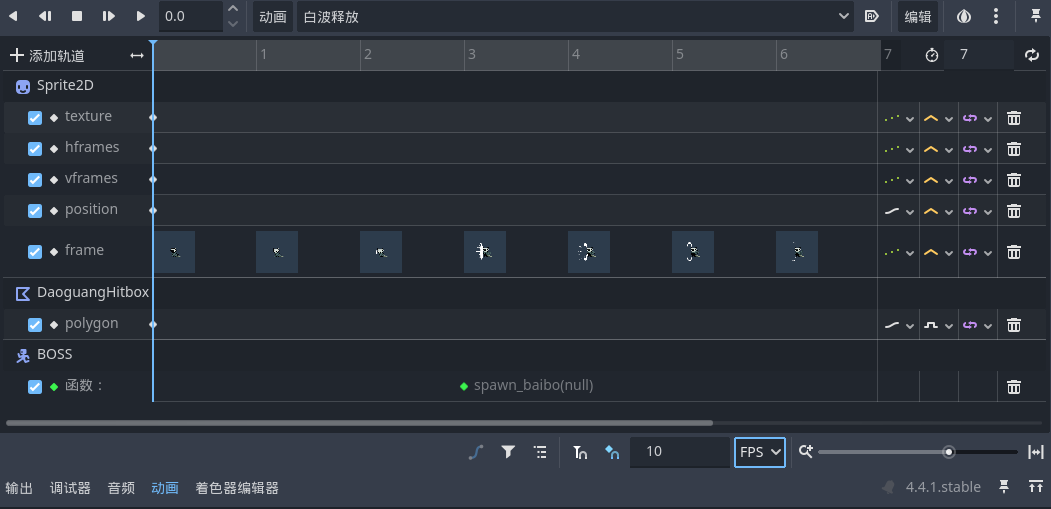 0.0 动画 白波释放 编辑
添加轨道 1 2 3 4 5 6 7 7
Sprite2D
texture
hframes
vframes
position
frame
DaoguangHitbox
polygon
BOSS
函数： spawn_baibo(null)
10 FPS
输出 调试器 音频 动画 着色器编辑器 4.4.1.stable